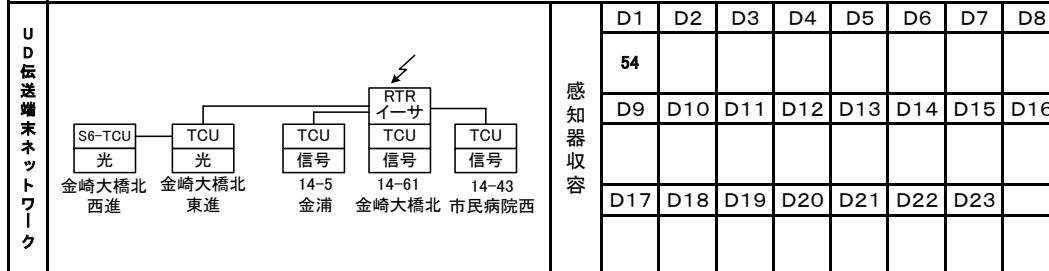 UD伝送端末ネットワーク
RTR
イーサ
S6-TCU
TCU
TCU
TCU
TCU
光
光
信号
信号
信号
金崎大橋北
金崎大橋北
14-5
14-61
14-43
西進
東進
金浦
金崎大橋北
市民病院西
感知器収容
D1 D2 D3 D4 D5 D6 D7 D8
54
D9 D10 D11 D12 D13 D14 D15 D16
D17 D18 D19 D20 D21 D22 D23